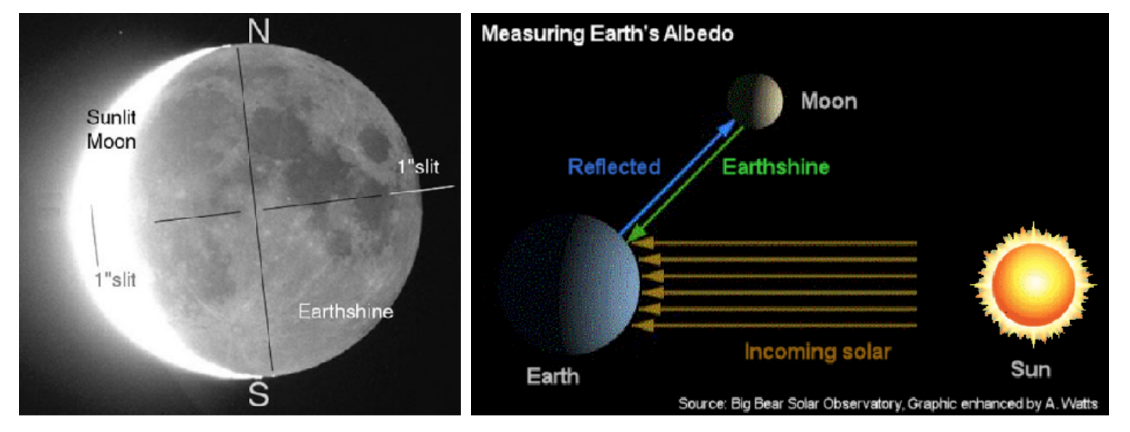 N
Sunlit
Moon
1"slit
1"slit
Earthshine
S
Measuring Earth's Albedo
Moon
Reflected
Earthshine
Incoming solar
Earth
Sun
Source: Big Bear Solar Observatory, Graphic enhanced by A. Watts